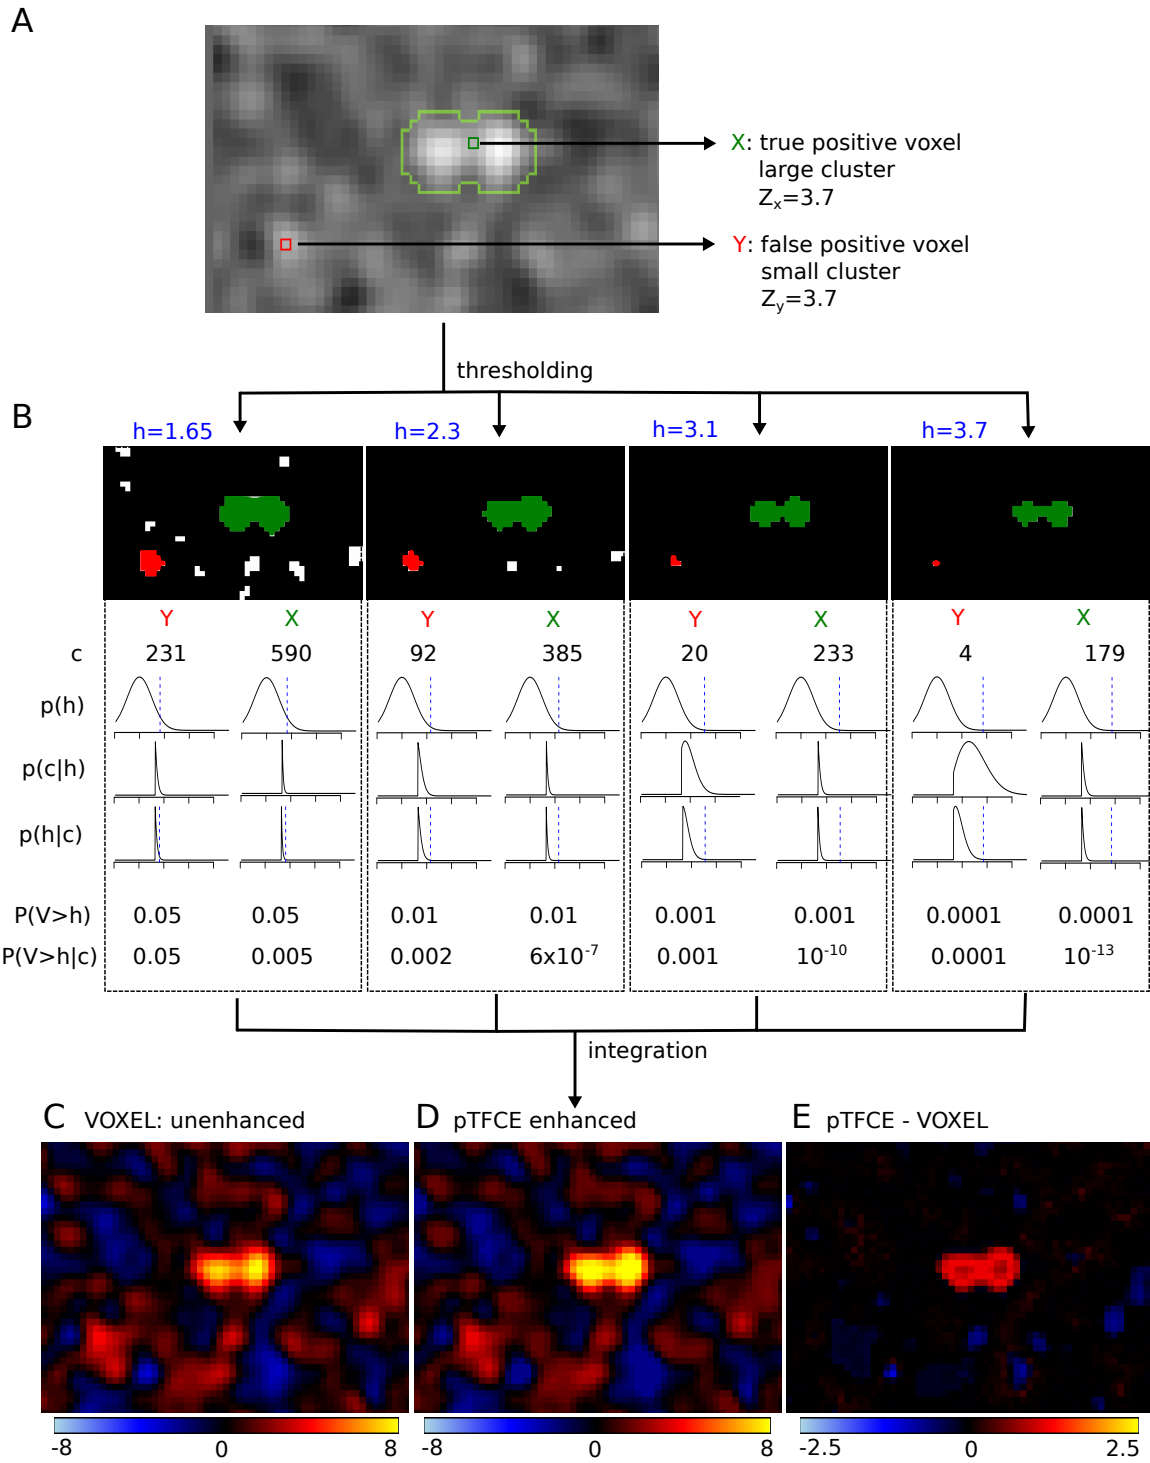 A
X: true positive voxel
large cluster
Zx=3.7
Y: false positive voxel
small cluster
Zy=3.7
thresholding
B
h=1.65 h=2.3 h=3.1 h=3.7
Y X Y X Y X Y X
c 231 590 92 385 20 233 4 179
p(h)
p(c|h)
p(h|c)
P(V>h) 0.05 0.05 0.01 0.01 0.001 0.001 0.0001 0.0001
P(V>h|c) 0.05 0.005 0.002 6x10⁻⁷ 0.001 10⁻¹⁰ 0.0001 10⁻¹³
integration
C VOXEL: unenhanced D pTFCE enhanced E pTFCE - VOXEL
-8 0 8 -8 0 8 -2.5 0 2.5